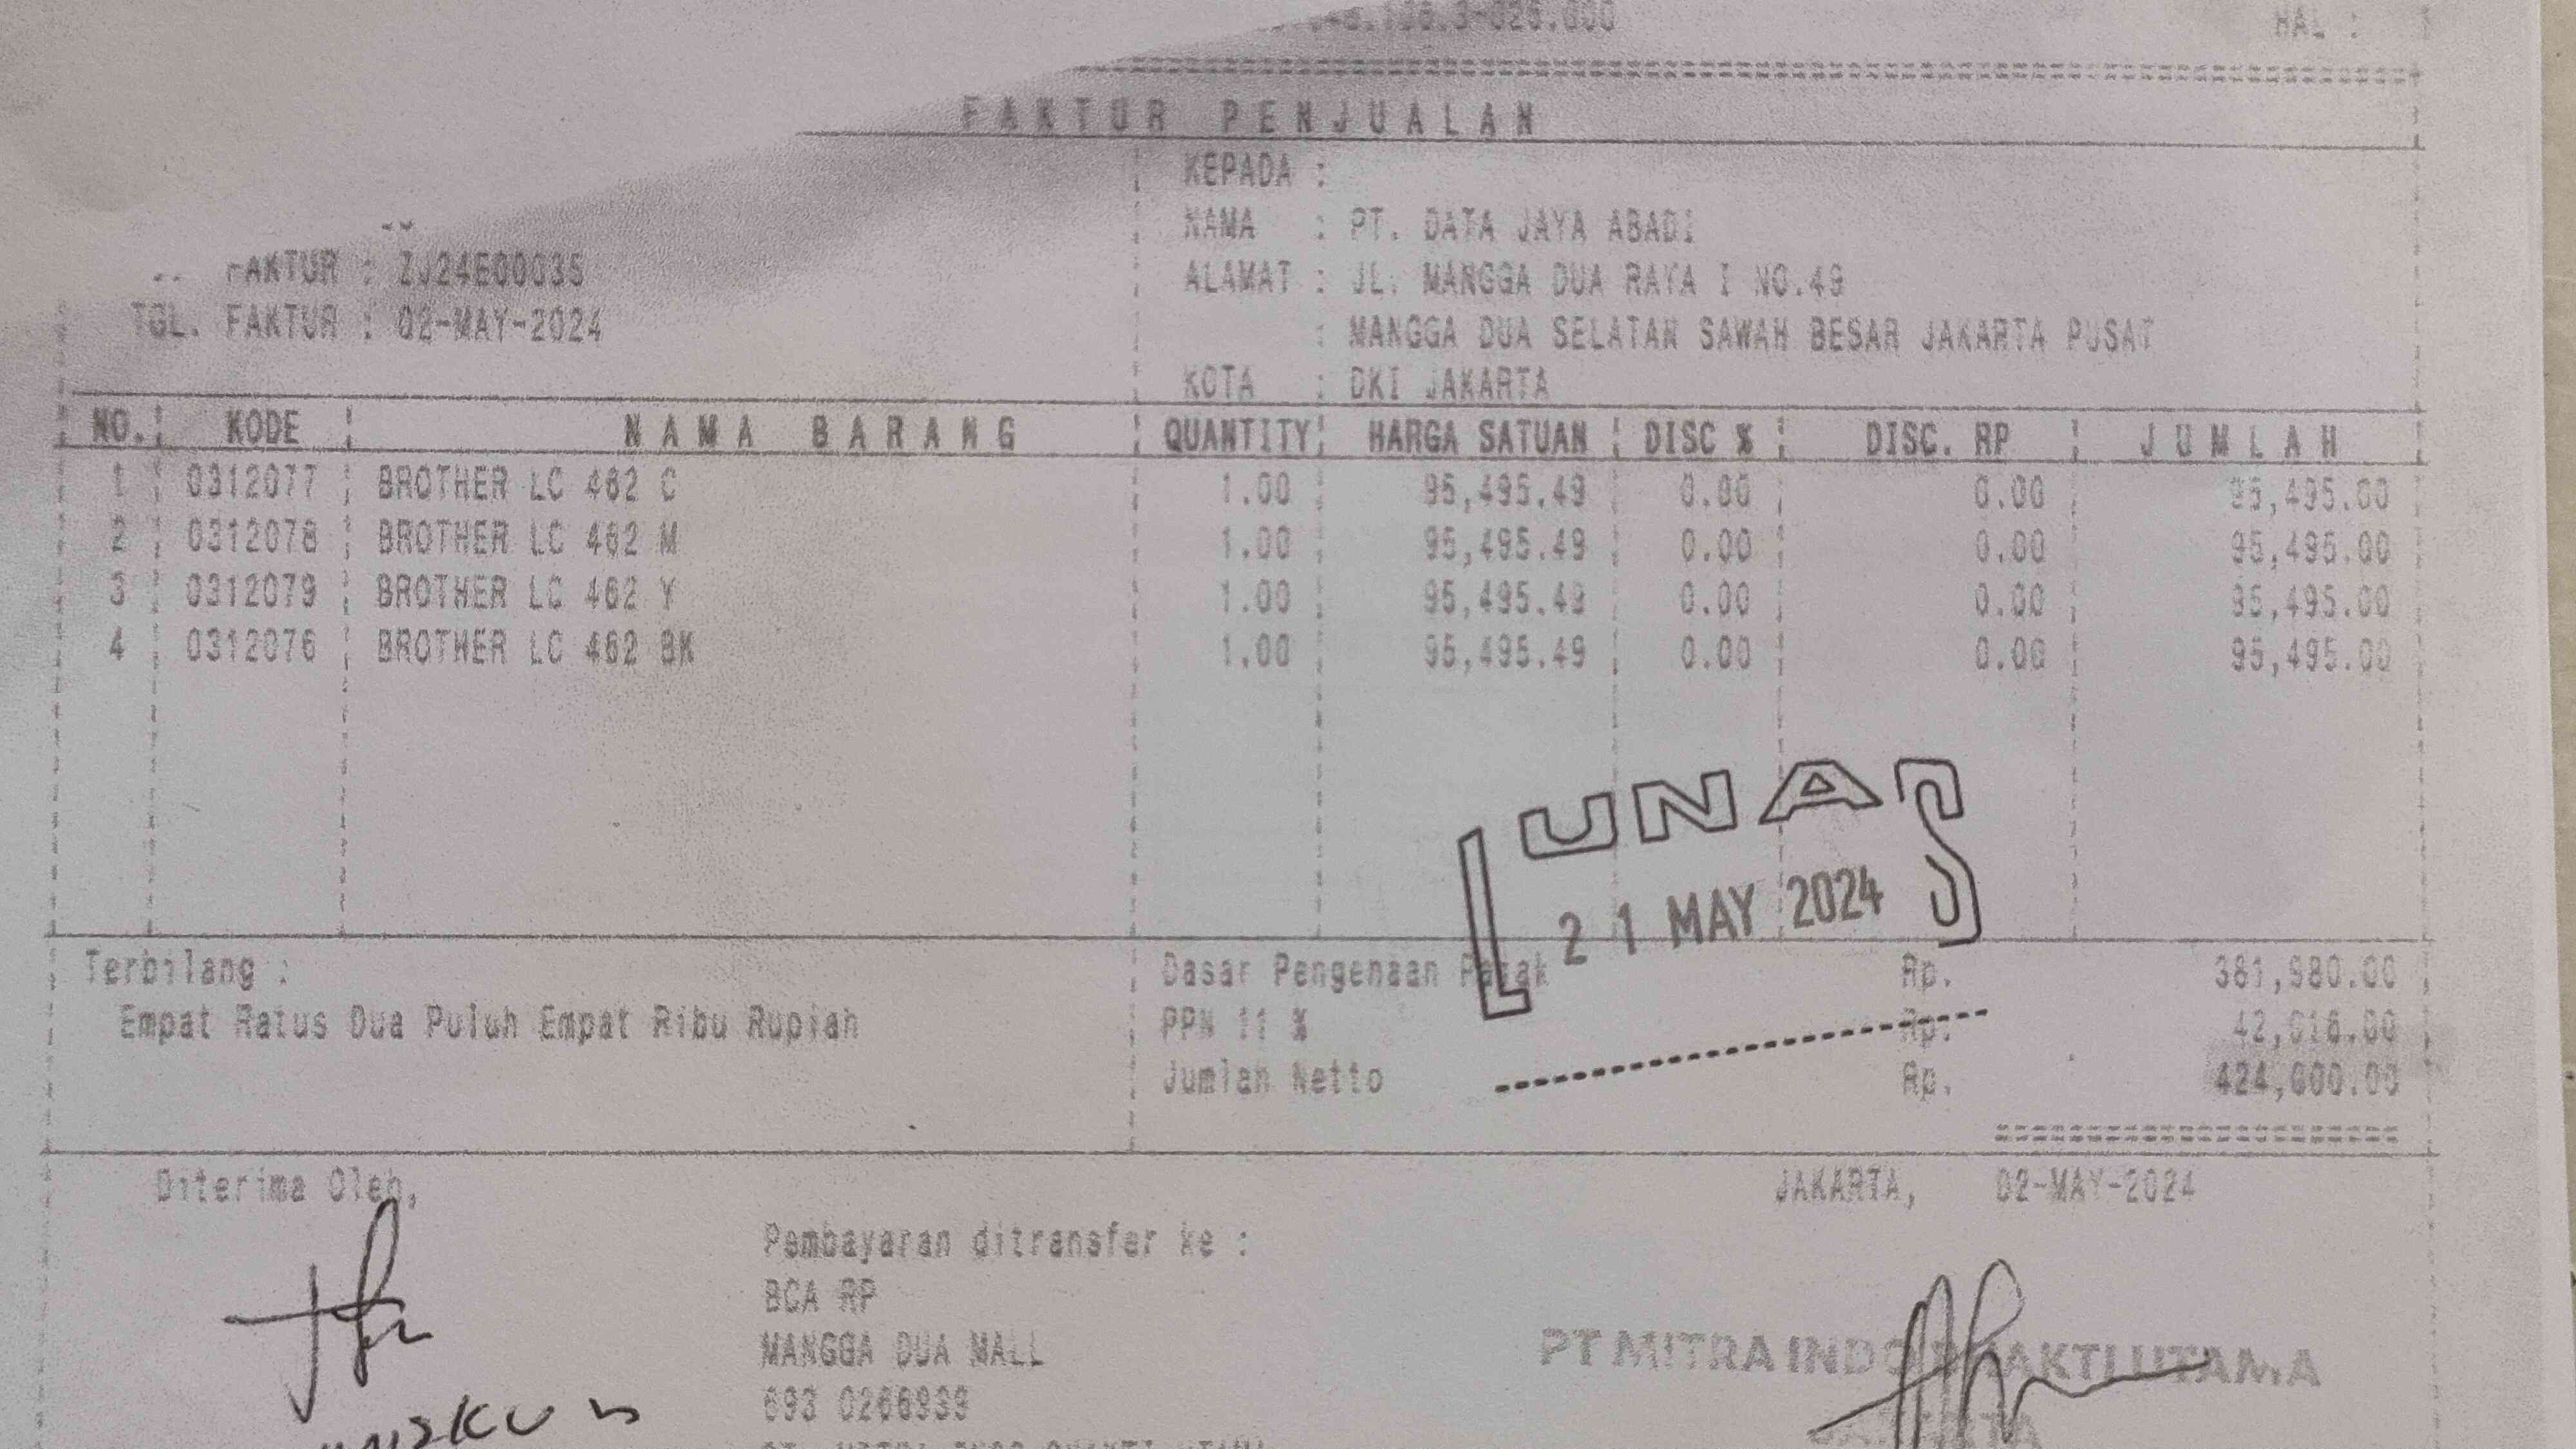 HAL :
FAKTUR PENJUALAN
KEPADA :
NAMA : PT. DATA JAYA ABADI
FAKTUR : ZJ24E00035
ALAMAT : JL. MANGGA DUA RAYA I NO.49
TGL. FAKTUR : 02-MAY-2024
: MANGGA DUA SELATAN SAWAH BESAR JAKARTA PUSAT
KOTA : DKI JAKARTA
NO. KODE NAMA BARANG QUANTITY HARGA SATUAN DISC % DISC. RP JUMLAH
1 0312077 BROTHER LC 462 C 1.00 95,495.49 0.00 0.00 95,495.00
2 0312078 BROTHER LC 462 M 1.00 95,495.49 0.00 0.00 95,495.00
3 0312079 BROTHER LC 462 Y 1.00 95,495.49 0.00 0.00 95,495.00
4 0312076 BROTHER LC 462 BK 1.00 95,495.49 0.00 0.00 95,495.00
LUNAS
21 MAY 2024
Terbilang : Dasar Pengenaan Pajak Rp. 381,980.00
Empat Ratus Dua Puluh Empat Ribu Rupiah PPN 11 % Rp. 42,018.00
Jumlah Netto Rp. 424,000.00
Diterima Oleh, JAKARTA, 02-MAY-2024
Pembayaran ditransfer ke :
BCA RP
MANGGA DUA MALL
PT MITRA INDO BHAKTI UTAMA
693 0266939
JAKARTA